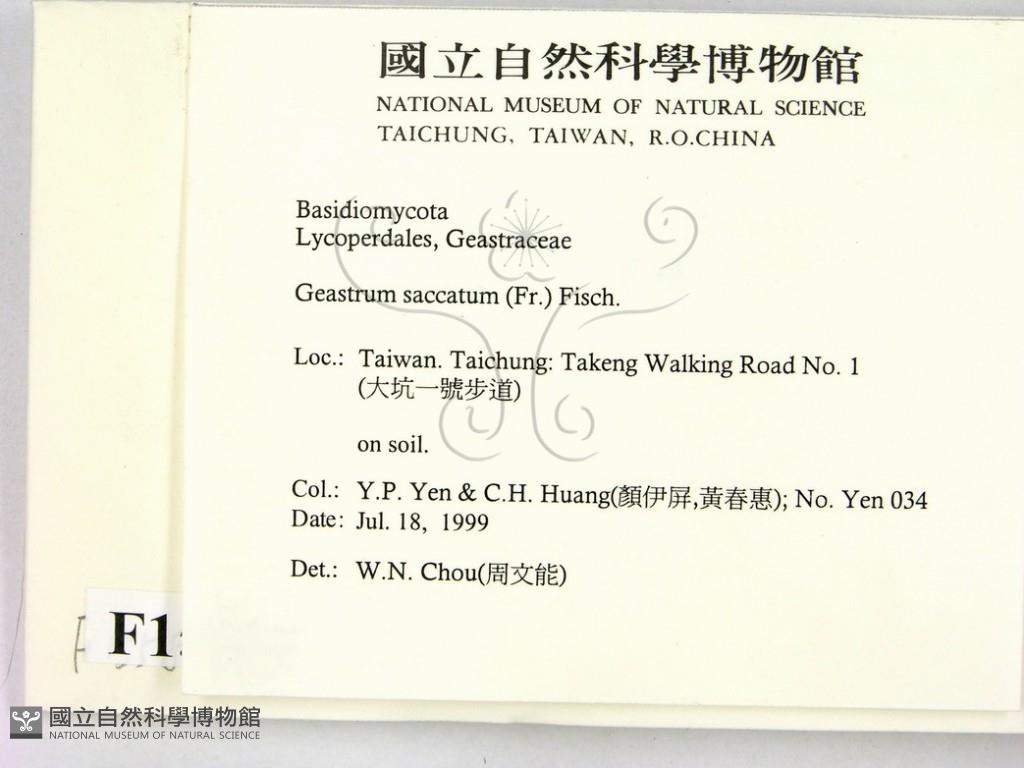 國立自然科學博物館
NATIONAL MUSEUM OF NATURAL SCIENCE
TAICHUNG, TAIWAN, R.O.CHINA
Basidiomycota
Lycoperdales, Geastraceae
Geastrum saccatum (Fr.) Fisch.
Loc.: Taiwan. Taichung: Takeng Walking Road No. 1
(大坑一號步道)
on soil.
Col.: Y.P. Yen & C.H. Huang(顏伊屏,黃春惠); No. Yen 034
Date: Jul. 18, 1999
Det.: W.N. Chou(周文能)
F1
國立自然科學博物館
NATIONAL MUSEUM OF NATURAL SCIENCE